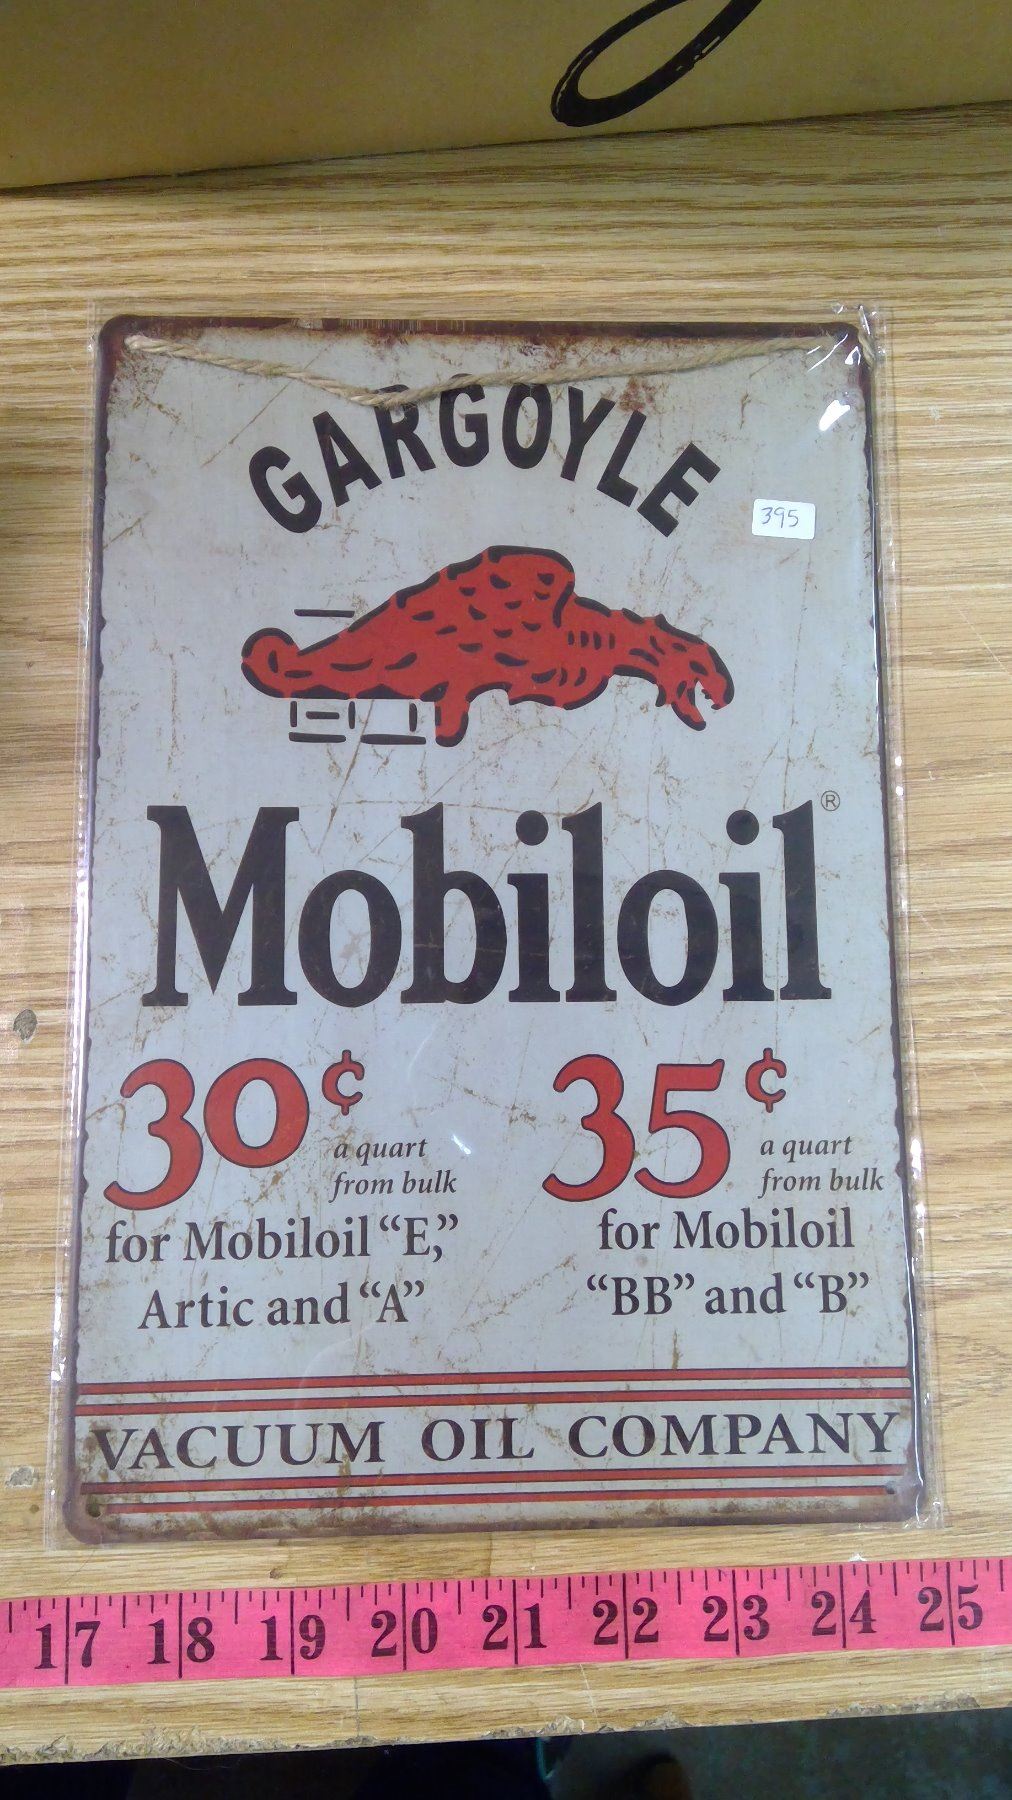 GARGOYLE
395
Mobiloil®
30¢ a quart
from bulk
for Mobiloil “E,”
Artic and “A”
35¢ a quart
from bulk
for Mobiloil
“BB” and “B”
VACUUM OIL COMPANY
17 18 19 20 21 22 23 24 25